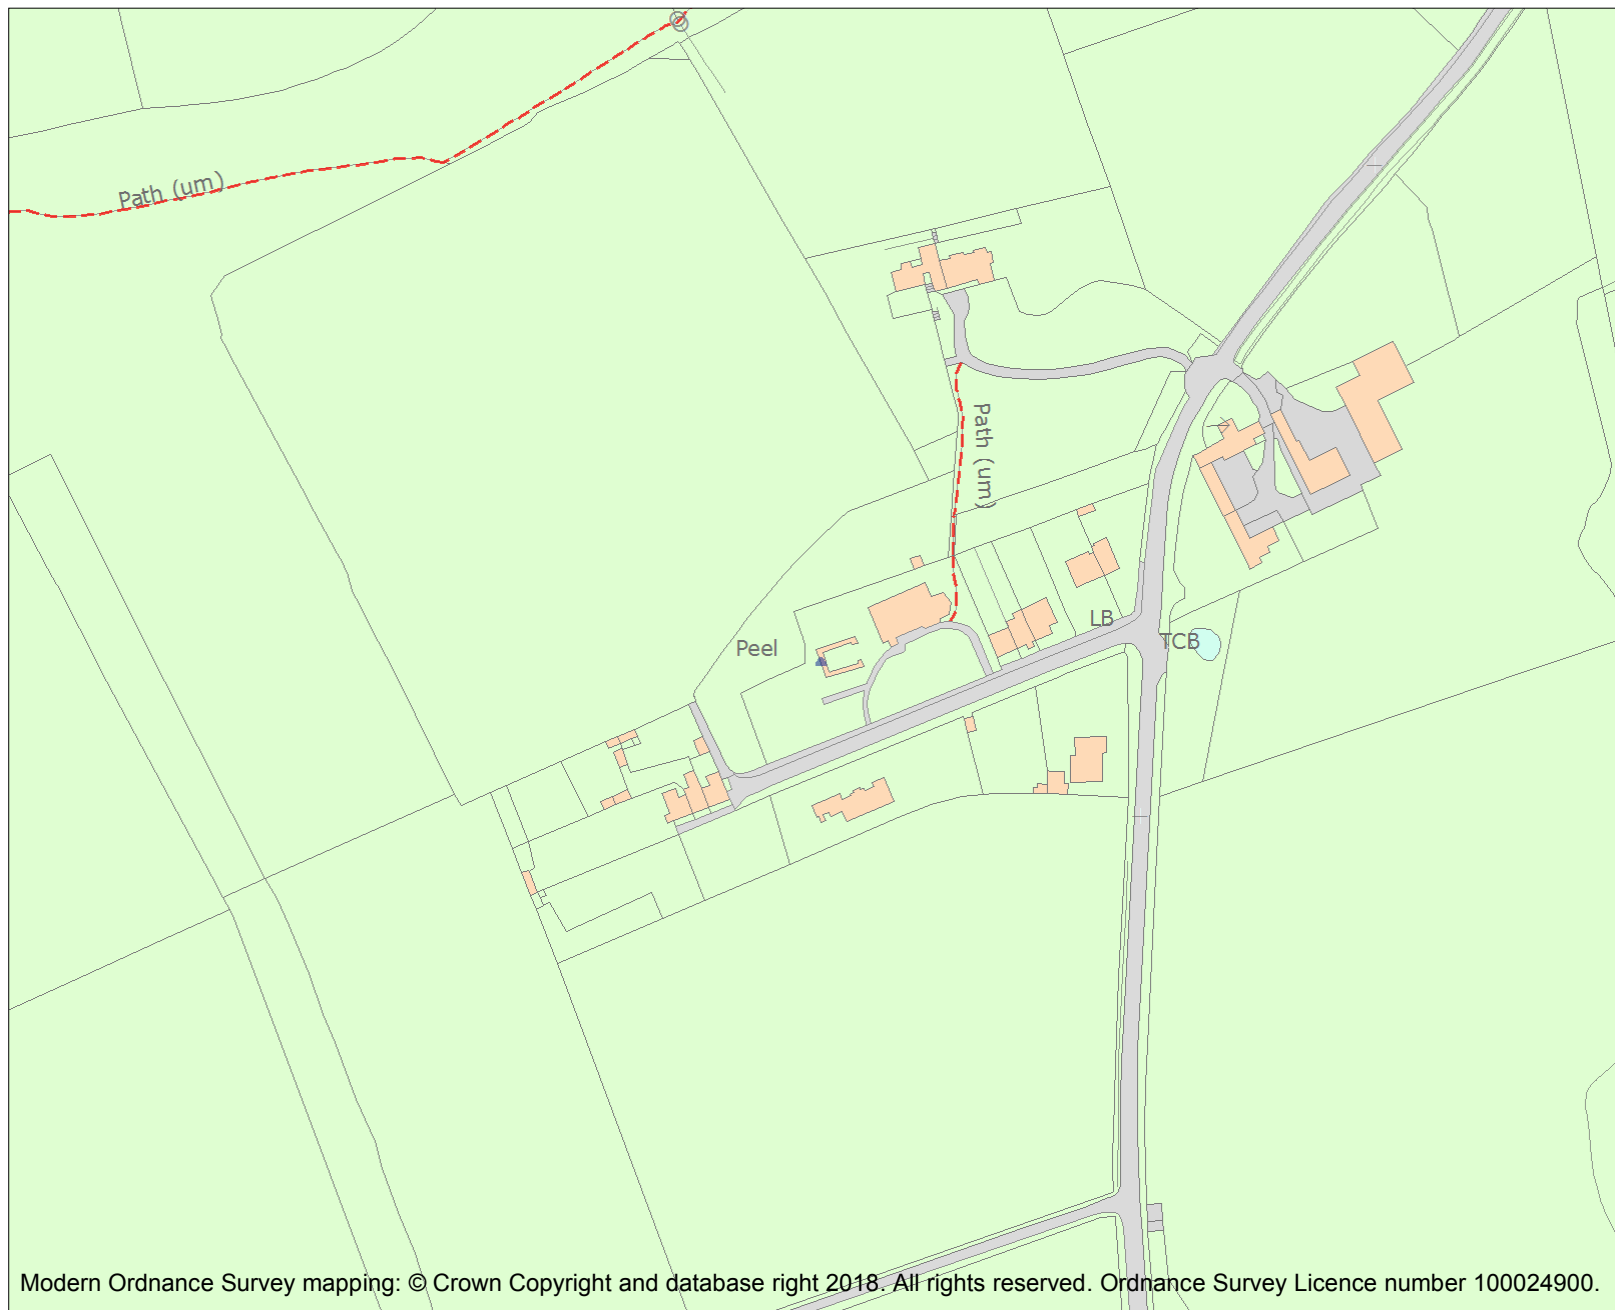 Path (um)
Path (um)
LB
TCB
Peel
Modern Ordnance Survey mapping: © Crown Copyright and database right 2018. All rights reserved. Ordnance Survey Licence number 100024900.